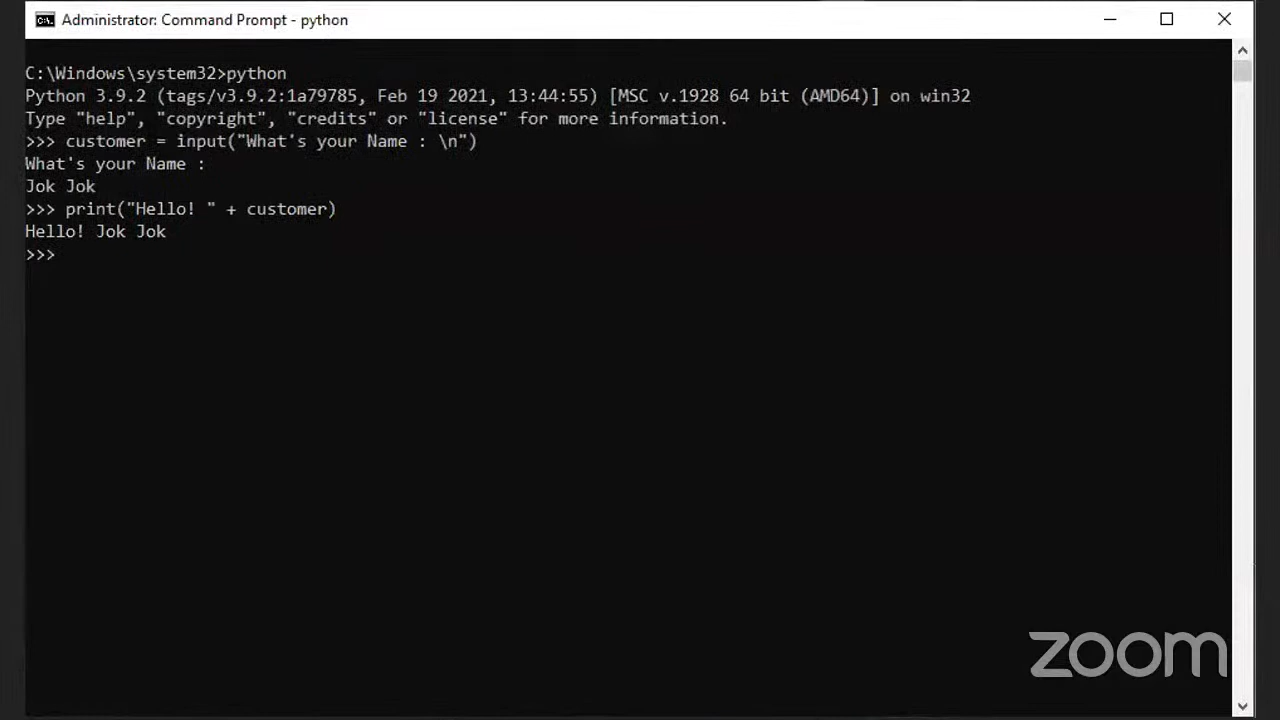 Administrator: Command Prompt - python
C:\Windows\system32>python
Python 3.9.2 (tags/v3.9.2:1a79785, Feb 19 2021, 13:44:55) [MSC v.1928 64 bit (AMD64)] on win32
Type "help", "copyright", "credits" or "license" for more information.
>>> customer = input("What's your Name : \n")
What's your Name :
Jok Jok
>>> print("Hello! " + customer)
Hello! Jok Jok
>>>
zoom